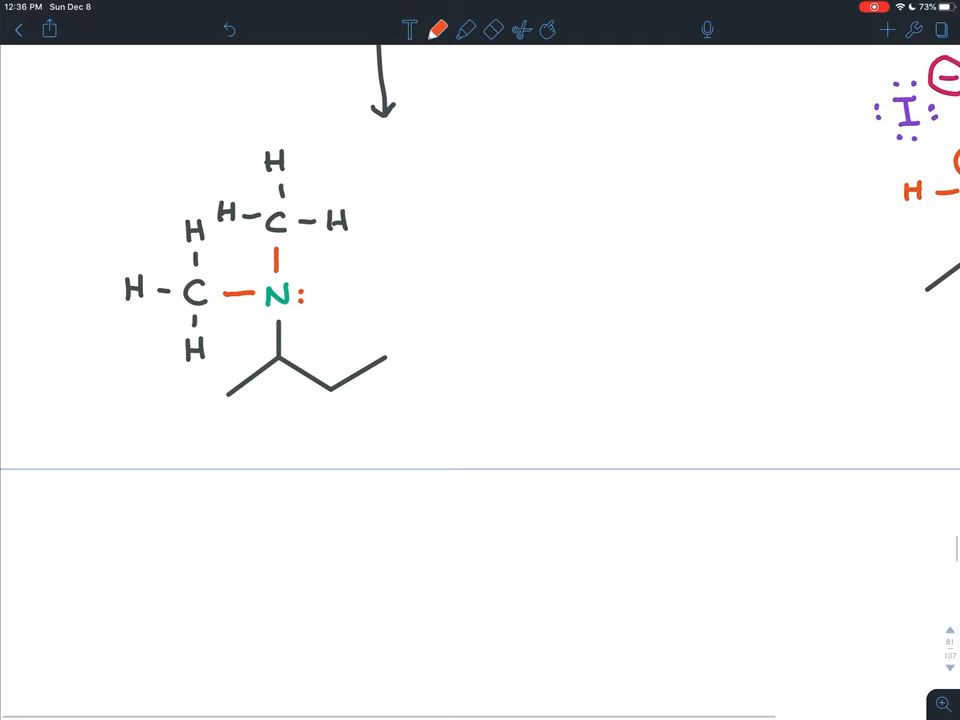 12:36 PM Sun Dec 8
73%
T
: I :
H
H
H – C – H
H
H – C – N :
H
H –
81
107